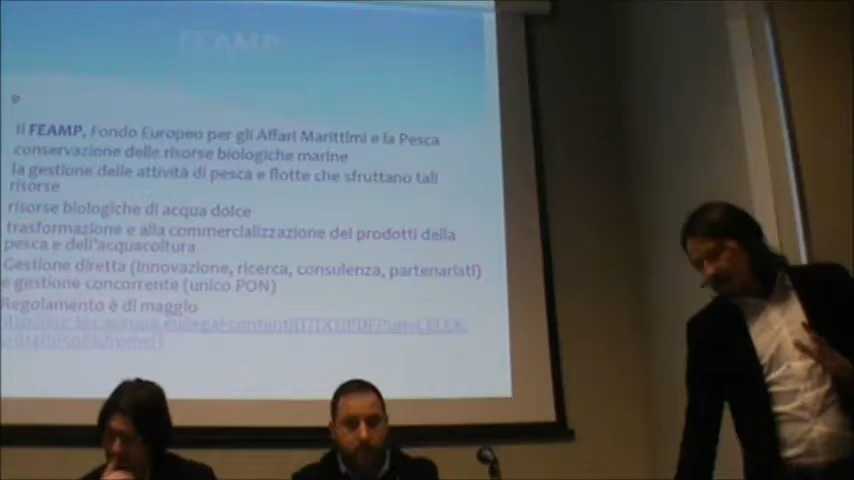 FEAMP
Il FEAMP, Fondo Europeo per gli Affari Marittimi e la Pesca
conservazione delle risorse biologiche marine
la gestione delle attività di pesca e flotte che sfruttano tali
risorse
risorse biologiche di acqua dolce
trasformazione e alla commercializzazione dei prodotti della
pesca e dell'acquacoltura
Gestione diretta (innovazione, ricerca, consulenza, partenariati)
e gestione concorrente (unico PON)
Regolamento è di maggio